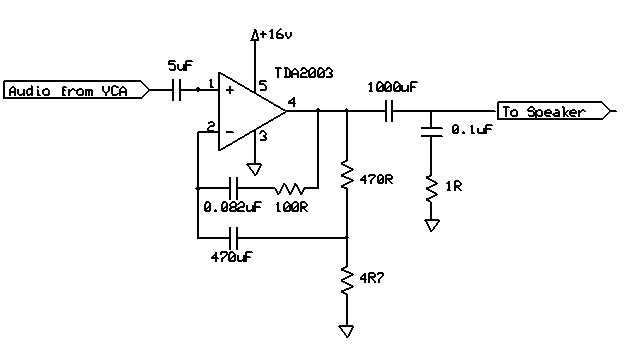 +16v
5uF
TDA2003
1
5
Audio from VCA
+
4
1000uF
To Speaker
2
-
3
0.1uF
470R
1R
0.082uF
100R
470uF
4R7